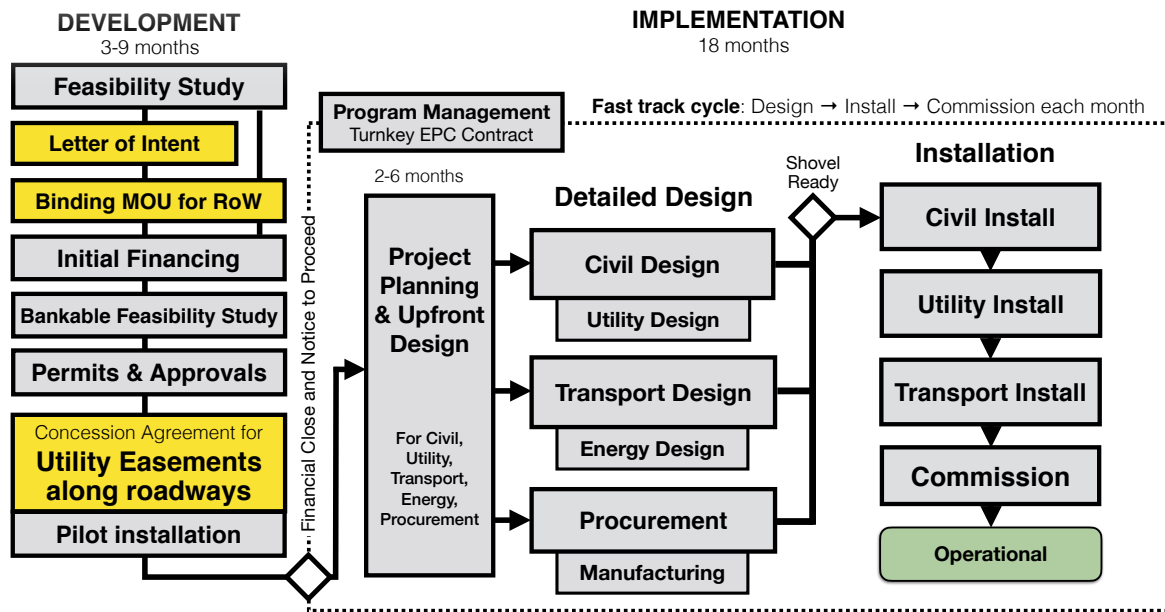 DEVELOPMENT
3-9 months
Feasibility Study
Letter of Intent
Binding MOU for RoW
Initial Financing
Bankable Feasibility Study
Permits & Approvals
Concession Agreement for
Utility Easements
along roadways
Pilot installation
Financial Close and Notice to Proceed
IMPLEMENTATION
18 months
Program Management
Turnkey EPC Contract
Fast track cycle: Design → Install → Commission each month
2-6 months
Project
Planning
& Upfront
Design
For Civil,
Utility,
Transport,
Energy,
Procurement
Detailed Design
Civil Design
Utility Design
Transport Design
Energy Design
Procurement
Manufacturing
Shovel
Ready
Installation
Civil Install
Utility Install
Transport Install
Commission
Operational